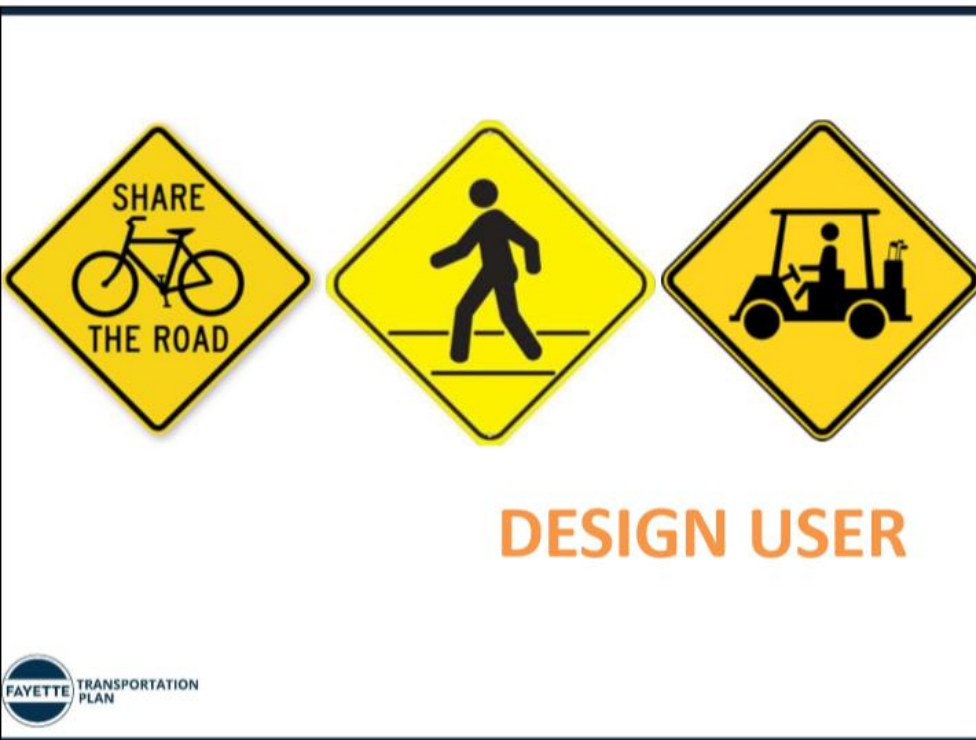 SHARE
THE ROAD
DESIGN USER
FAYETTE
TRANSPORTATION
PLAN